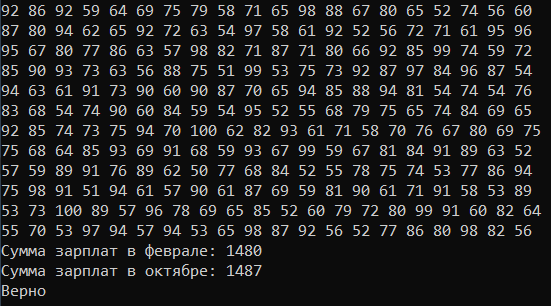 92 86 92 59 64 69 75 79 58 71 65 98 88 67 80 65 52 74 56 60
87 80 94 62 65 92 72 63 54 97 58 61 92 52 56 72 71 61 95 96
95 67 80 77 86 63 57 98 82 71 87 71 80 66 92 85 99 74 59 72
85 90 93 73 63 56 88 75 51 99 53 75 73 92 87 97 84 96 87 54
94 63 61 91 73 90 60 90 87 70 65 94 85 88 94 81 54 74 54 76
83 68 54 74 90 60 84 59 54 95 52 55 68 79 75 65 74 84 69 65
92 85 74 73 75 94 70 100 62 82 93 61 71 58 70 76 67 80 69 75
75 68 64 85 93 69 91 68 59 93 67 99 59 67 81 84 91 89 63 52
57 59 89 91 76 89 62 50 77 68 84 52 55 78 75 74 53 77 86 94
75 98 91 51 94 61 57 90 61 87 69 59 81 90 61 71 91 58 53 89
53 73 100 89 57 96 78 69 65 85 52 60 79 72 80 99 91 60 82 64
55 70 53 97 94 57 94 53 65 98 87 92 56 52 77 86 80 98 82 56
Сумма зарплат в феврале: 1480
Сумма зарплат в октябре: 1487
Верно